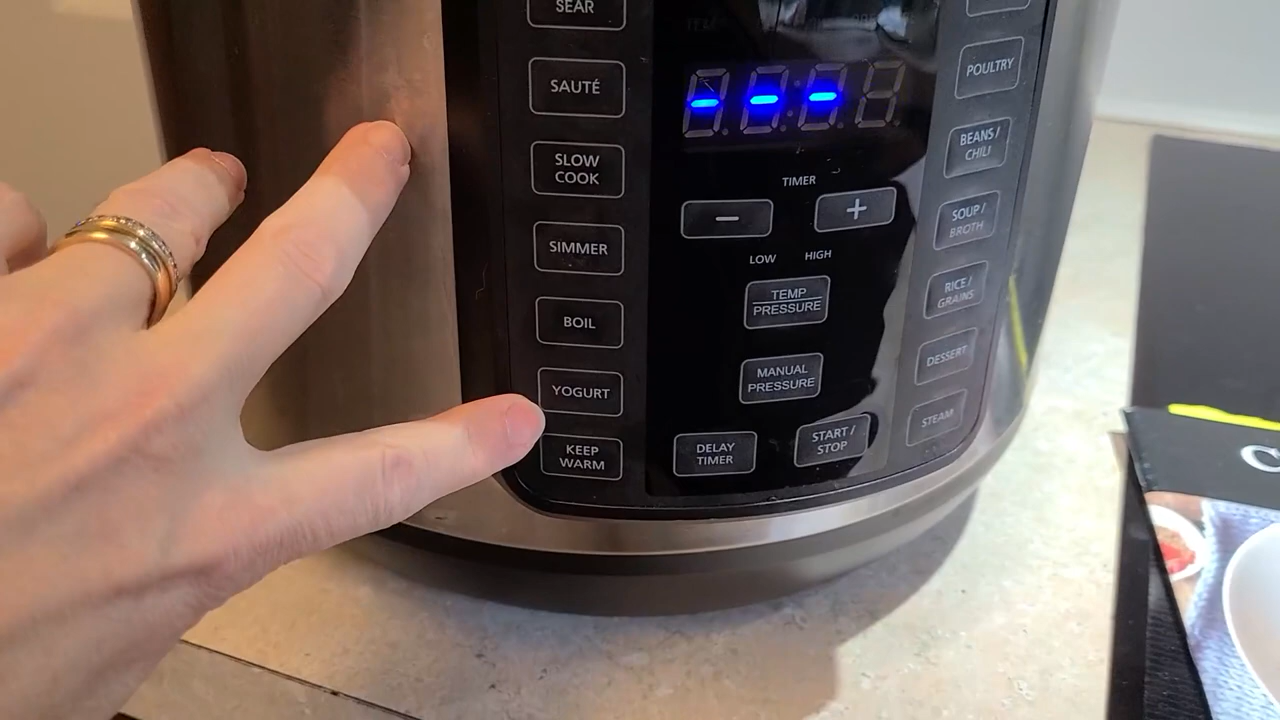 SEAR
SAUTÉ
SLOW
COOK
SIMMER
BOIL
YOGURT
KEEP
WARM
---
TIMER
− +
LOW HIGH
TEMP
PRESSURE
MANUAL
PRESSURE
DELAY
TIMER
START /
STOP
POULTRY
BEANS /
CHILI
SOUP /
BROTH
RICE /
GRAINS
DESSERT
STEAM
C